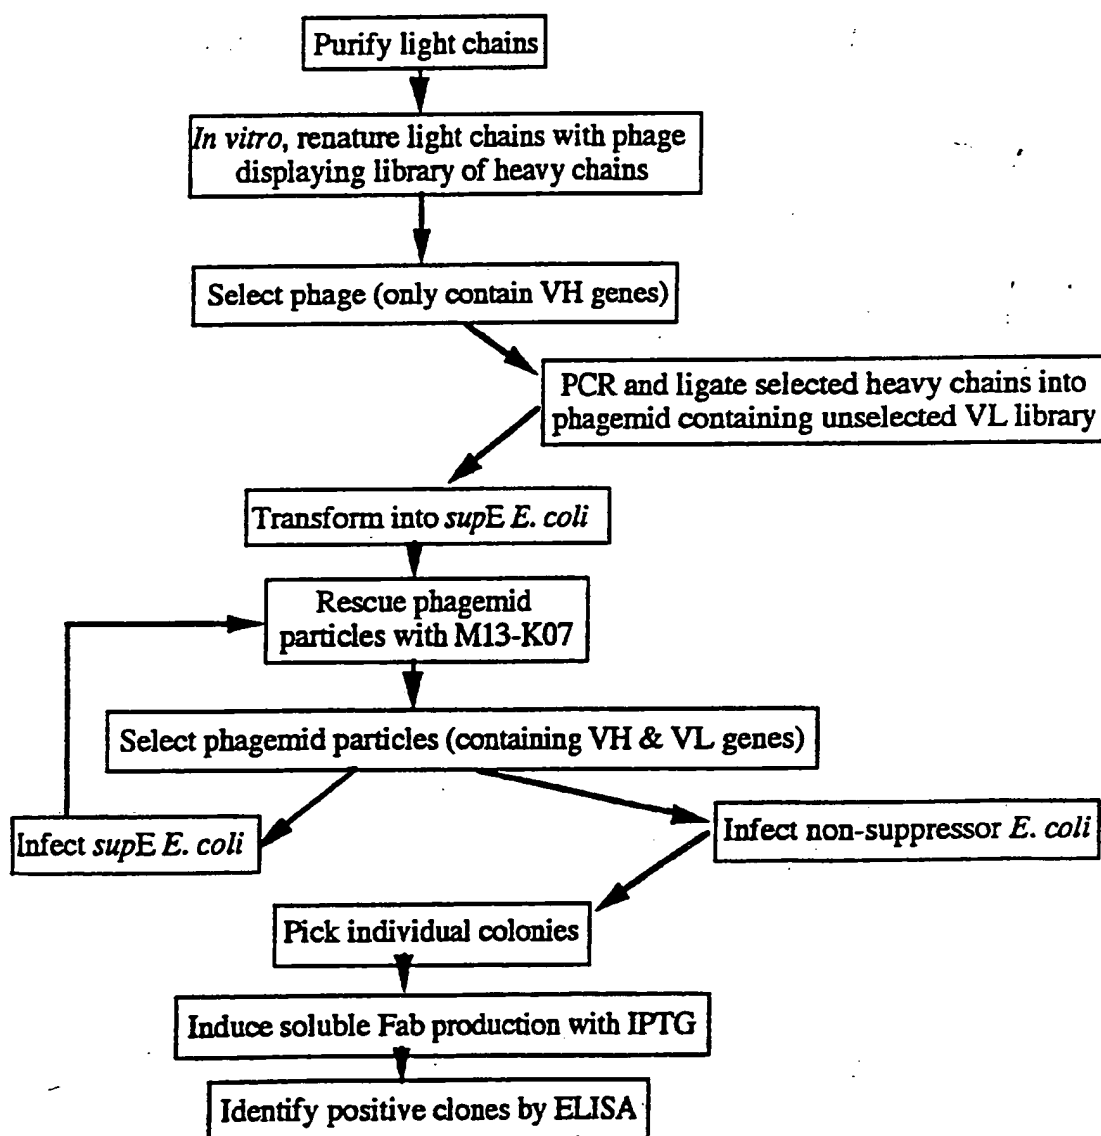 Purify light chains
In vitro, renature light chains with phage
displaying library of heavy chains
Select phage (only contain VH genes)
PCR and ligate selected heavy chains into
phagemid containing unselected VL library
Transform into supE E. coli
Rescue phagemid
particles with M13-K07
Select phagemid particles (containing VH & VL genes)
Infect supE E. coli
Infect non-suppressor E. coli
Pick individual colonies
Induce soluble Fab production with IPTG
Identify positive clones by ELISA